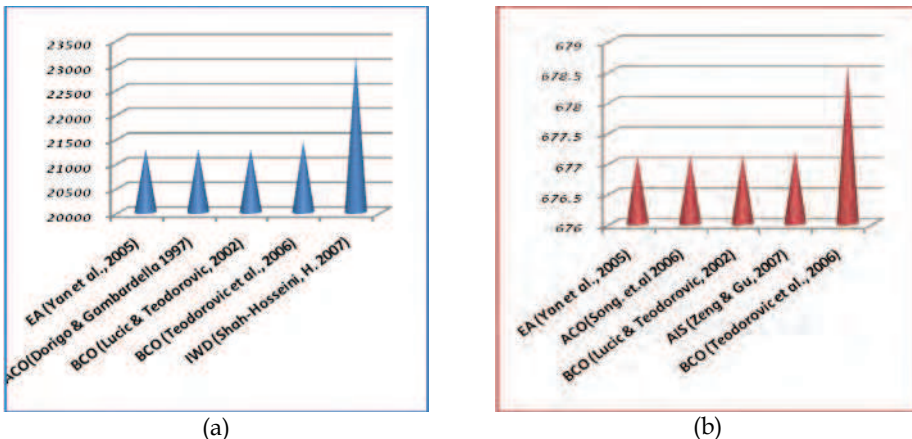 23500
23000
22500
22000
21500
21000
20500
20000
EA (Yan et al., 2005)
ACO(Dorigo & Gambardella 1997)
BCO (Lucic & Teodorovic, 2002)
BCO (Teodorovic et al., 2006)
IWD (Shah-Hosseini, H. 2007)
(a)
679
678.5
678
677.5
677
676.5
676
EA (Yan et al., 2005)
ACO(Song. et.al 2006)
BCO (Lucic & Teodorovic, 2002)
AIS (Zeng & Gu, 2007)
BCO (Teodorovic et al., 2006)
(b)